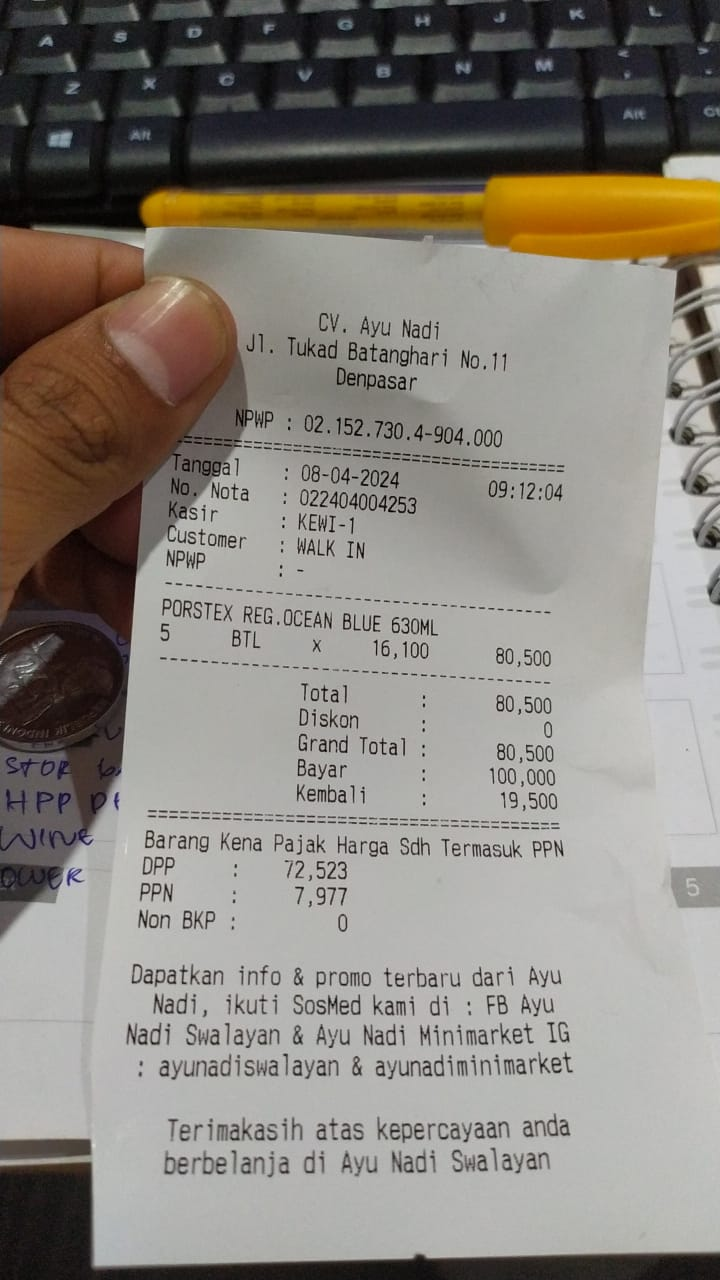 A S D F G H J K L
Z X C V B N M < ,
Alt Alt
CV. Ayu Nadi
Jl. Tukad Batanghari No.11
Denpasar
NPWP : 02.152.730.4-904.000
==========================================
Tanggal : 08-04-2024 09:12:04
No. Nota : 022404004253
Kasir : KEWI-1
Customer : WALK IN
NPWP : -
------------------------------------------
PORSTEX REG.OCEAN BLUE 630ML
5 BTL x 16,100 80,500
------------------------------------------
Total : 80,500
Diskon : 0
Grand Total : 80,500
Bayar : 100,000
Kembali : 19,500
==========================================
Barang Kena Pajak Harga Sdh Termasuk PPN
DPP : 72,523
PPN : 7,977
Non BKP : 0
Dapatkan info & promo terbaru dari Ayu
Nadi, ikuti SosMed kami di : FB Ayu
Nadi Swalayan & Ayu Nadi Minimarket IG
: ayunadiswalayan & ayunadiminimarket
Terimakasih atas kepercayaan anda
berbelanja di Ayu Nadi Swalayan
STOR
HPP
WINE
OWER
5